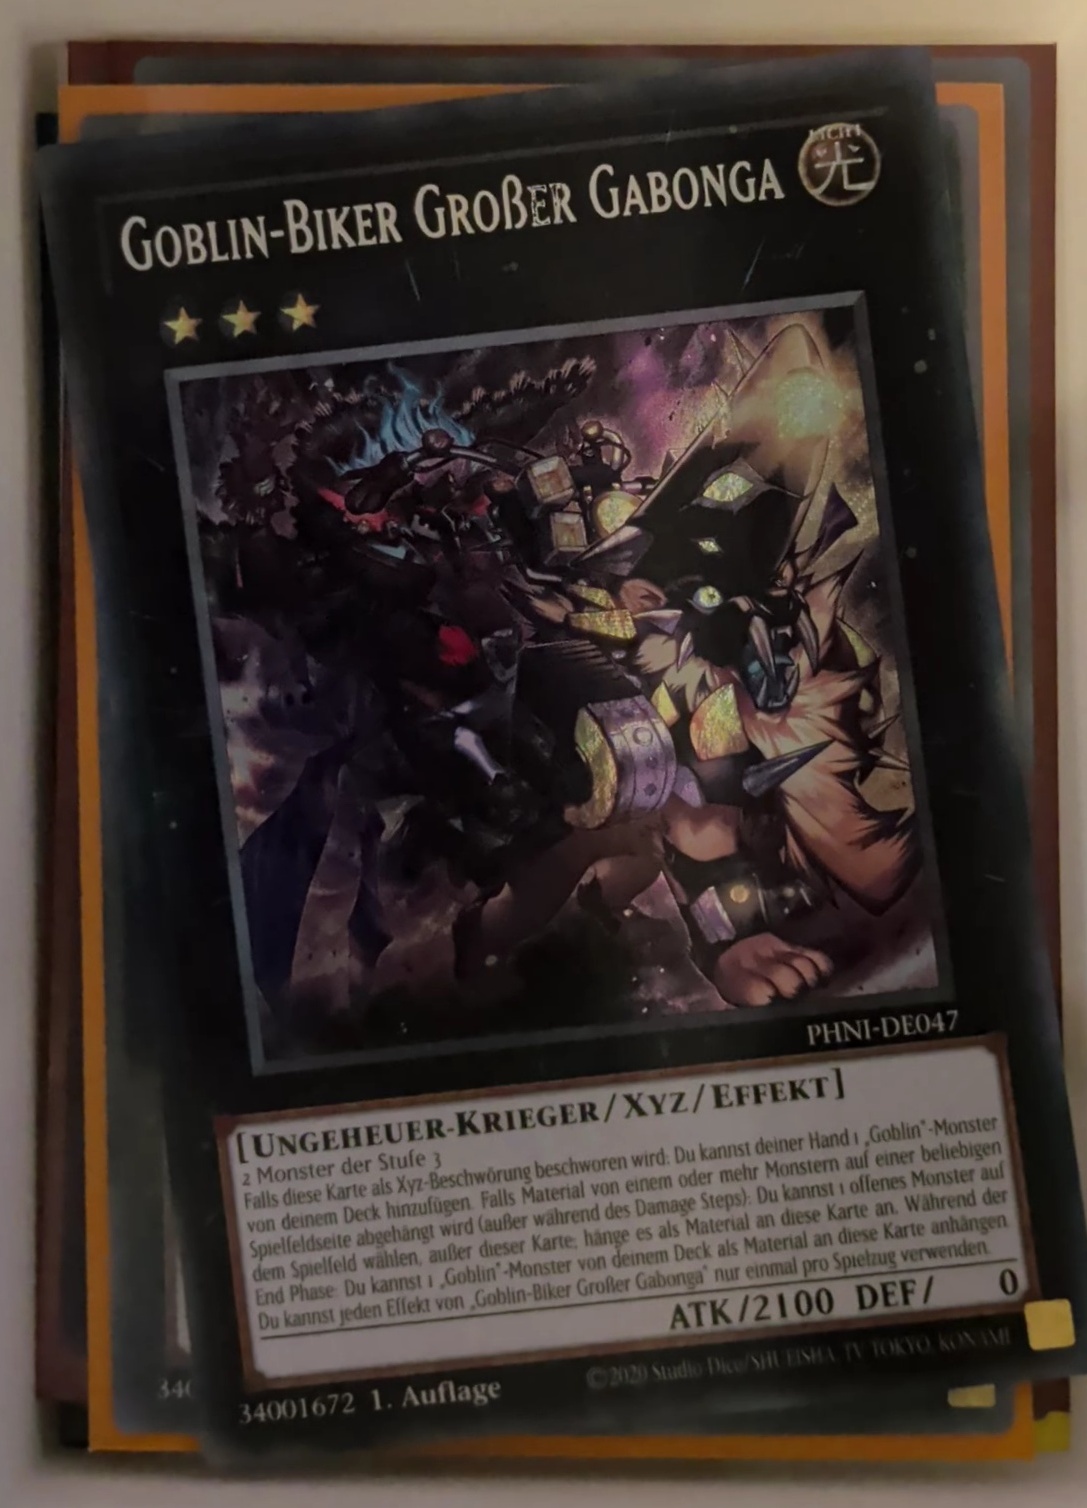 GOBLIN-BIKER GROßER GABONGA
LICHT
光
PHNI-DE047
[UNGEHEUER-KRIEGER/XYZ/EFFEKT]
2 Monster der Stufe 3
Falls diese Karte als Xyz-Beschwörung beschworen wird: Du kannst deiner Hand 1 „Goblin"-Monster
von deinem Deck hinzufügen. Falls Material von einem oder mehr Monstern auf einer beliebigen
Spielfeldseite abgehängt wird (außer während des Damage Steps): Du kannst 1 offenes Monster auf
dem Spielfeld wählen, außer dieser Karte; hänge es als Material an diese Karte an. Während der
End Phase: Du kannst 1 „Goblin"-Monster von deinem Deck als Material an diese Karte anhängen.
Du kannst jeden Effekt von „Goblin-Biker Großer Gabonga" nur einmal pro Spielzug verwenden.
ATK/2100 DEF/ 0
340
34001672 1. Auflage
©2020 Studio Dice/SHUEISHA, TV TOKYO, KONAMI